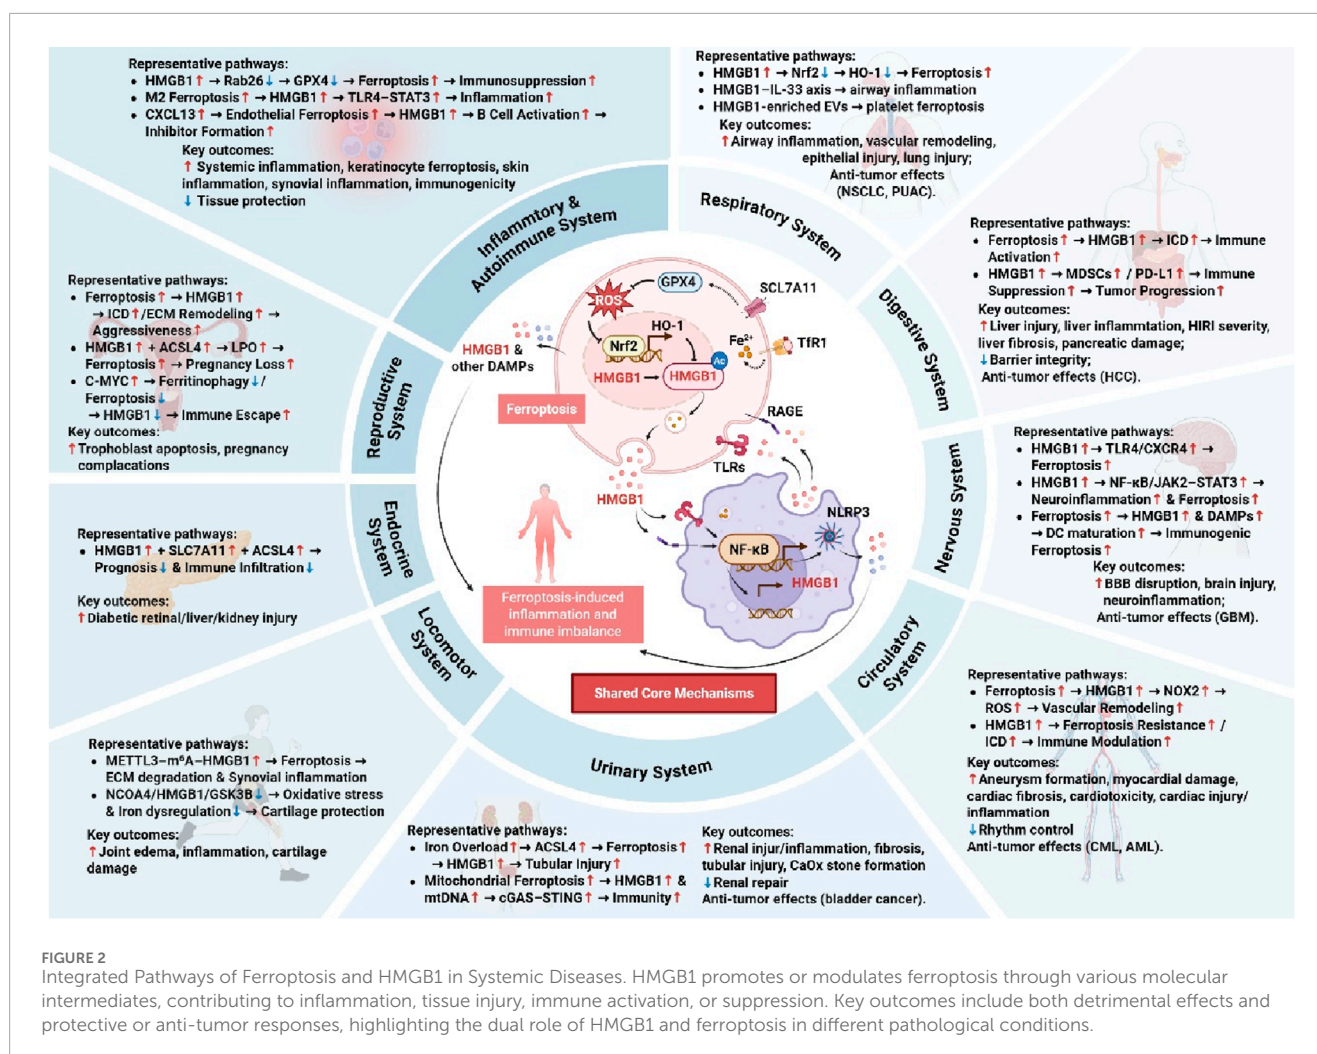 Representative pathways:
• HMGB1↑ → Rab26↓ → GPX4↓ → Ferroptosis↑ → Immunosuppression↑
• M2 Ferroptosis↑ → HMGB1↑ → TLR4–STAT3↑ → Inflammation↑
• CXCL13↑ → Endothelial Ferroptosis↑ → HMGB1↑ → B Cell Activation↑ →
Inhibitor Formation↑
Key outcomes:
↑ Systemic inflammation, keratinocyte ferroptosis, skin
inflammation, synovial inflammation, immunogenicity
↓ Tissue protection
Inflammtory &
Autoimmune System
Representative pathways:
• HMGB1↑ → Nrf2↓ → HO-1↓ → Ferroptosis↑
• HMGB1–IL-33 axis → airway inflammation
• HMGB1-enriched EVs → platelet ferroptosis
Key outcomes:
↑Airway inflammation, vascular remodeling,
epithelial injury, lung injury;
Anti-tumor effects
(NSCLC, PUAC).
Respiratory System
Representative pathways:
• Ferroptosis↑ → HMGB1↑ → ICD↑ → Immune
Activation↑
• HMGB1↑ → MDSCs↑ / PD-L1↑ → Immune
Suppression↑ → Tumor Progression↑
Key outcomes:
↑Liver injury, liver inflammtation, HIRI severity,
liver fibrosis, pancreatic damage;
↓Barrier integrity;
Anti-tumor effects (HCC).
Digestive System
Representative pathways:
• HMGB1↑ → TLR4/CXCR4↑ →
Ferroptosis↑
• HMGB1↑ → NF-κB/JAK2–STAT3↑ →
Neuroinflammation↑ & Ferroptosis↑
• Ferroptosis↑ → HMGB1↑ & DAMPs↑
→ DC maturation↑ → Immunogenic
Ferroptosis↑
Key outcomes:
↑BBB disruption, brain injury,
neuroinflammation;
Anti-tumor effects (GBM).
Nervous System
Representative pathways:
• Ferroptosis↑ → HMGB1↑ → NOX2↑ →
ROS↑ → Vascular Remodeling↑
• HMGB1↑ → Ferroptosis Resistance↑ /
ICD↑ → Immune Modulation↑
Key outcomes:
↑Aneurysm formation, myocardial damage,
cardiac fibrosis, cardiotoxicity, cardiac injury/
inflammation
↓Rhythm control
Anti-tumor effects (CML, AML).
Circulatory
System
Representative pathways:
• Iron Overload↑ → ACSL4↑ → Ferroptosis↑
→ HMGB1↑ → Tubular Injury↑
• Mitochondrial Ferroptosis↑ → HMGB1↑ &
mtDNA↑ → cGAS–STING↑ → Immunity↑
Key outcomes:
↑Renal injur/inflammation, fibrosis,
tubular injury, CaOx stone formation
↓Renal repair
Anti-tumor effects (bladder cancer).
Urinary System
Representative pathways:
• METTL3–m⁶A–HMGB1↑ → Ferroptosis →
ECM degradation & Synovial inflammation
• NCOA4/HMGB1/GSK3B↓ → Oxidative stress
& Iron dysregulation↓ → Cartilage protection
Key outcomes:
↑Joint edema, inflammation, cartilage
damage
Locomotor
System
Representative pathways:
• HMGB1↑ + SLC7A11↑ + ACSL4↑ →
Prognosis↓ & Immune Infiltration↓
Key outcomes:
↑Diabetic retinal/liver/kidney injury
Endocrine
System
Representative pathways:
• Ferroptosis↑ → HMGB1↑
→ ICD↑/ECM Remodeling↑ →
Aggressiveness↑
• HMGB1↑ + ACSL4↑ → LPO↑ →
Ferroptosis↑ → Pregnancy Loss↑
• C-MYC↑ → Ferritinophagy↓/
Ferroptosis↓
→ HMGB1↓ → Immune Escape↑
Key outcomes:
↑Trophoblast apoptosis, pregnancy
complacations
Reproductive
System
ROS
GPX4
SCL7A11
HO-1
Nrf2
Fe²⁺
TfR1
Ac
HMGB1
HMGB1
HMGB1 &
other DAMPs
Ferroptosis
RAGE
TLRs
HMGB1
NLRP3
NF-κB
HMGB1
Ferroptosis-induced
inflammation and
immune imbalance
Shared Core Mechanisms
FIGURE 2
Integrated Pathways of Ferroptosis and HMGB1 in Systemic Diseases. HMGB1 promotes or modulates ferroptosis through various molecular
intermediates, contributing to inflammation, tissue injury, immune activation, or suppression. Key outcomes include both detrimental effects and
protective or anti-tumor responses, highlighting the dual role of HMGB1 and ferroptosis in different pathological conditions.